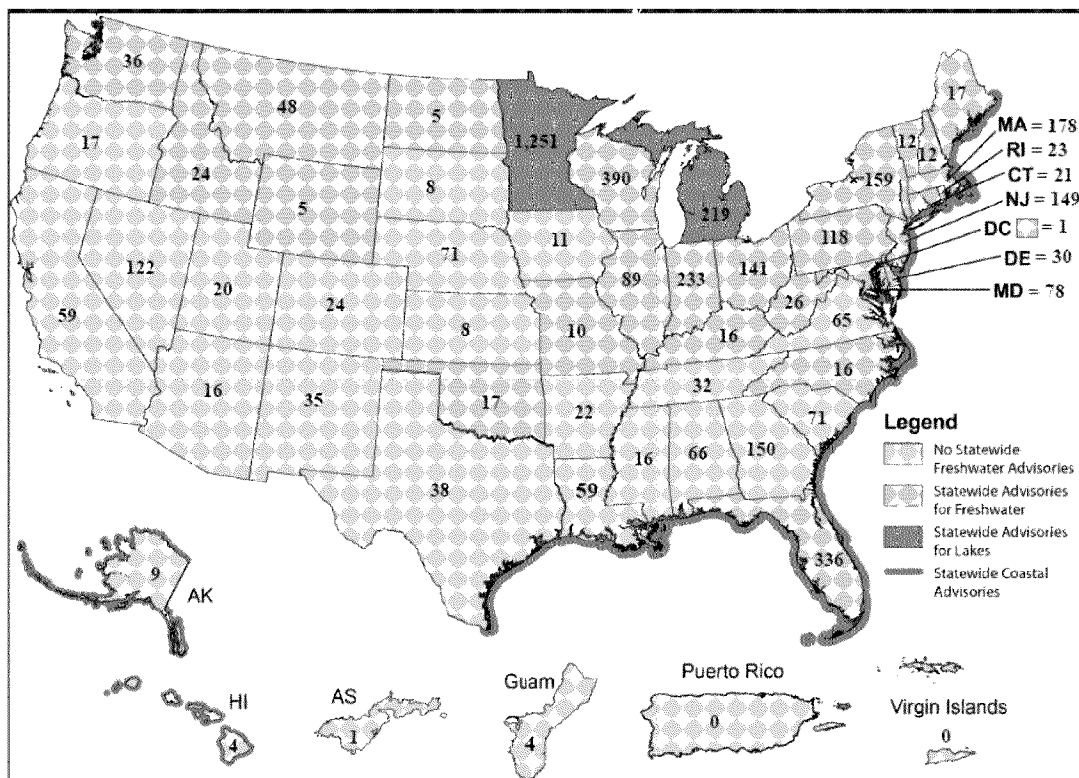 36
48
5
1,251
17
24
5
8
390
219
12
12
159
17
MA = 178
RI = 23
CT = 21
NJ = 149
DC = 1
DE = 30
MD = 78
122
20
24
71
11
89
233
141
118
26
65
59
8
10
16
16
35
17
22
32
16
71
38
59
16
66
150
336
Legend
No Statewide
Freshwater Advisories
Statewide Advisories
for Freshwater
Statewide Advisories
for Lakes
Statewide Coastal
Advisories
9
AK
HI
4
AS
1
Guam
4
Puerto Rico
0
Virgin Islands
0